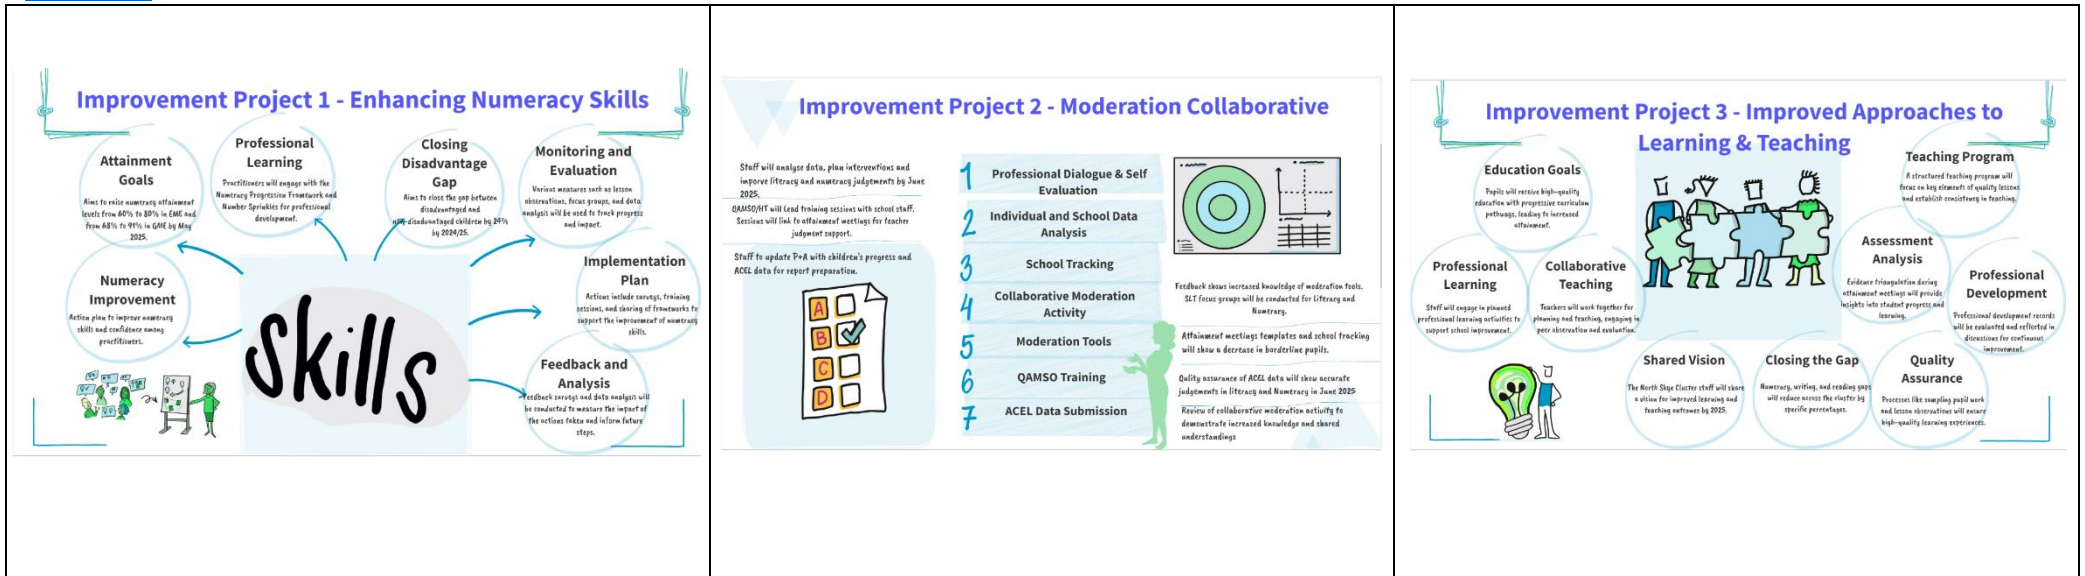 Improvement Project 1 - Enhancing Numeracy Skills
Attainment
Goals
Aims to raise numeracy attainment
levels from 60% to 80% in EME and
from 68% to 91% in GME by May
2025.
Professional
Learning
Practitioners will engage with the
Numeracy Progressive Framework and
Number Sprinkles for professional
development.
Closing
Disadvantage
Gap
Aims to close the gap between
disadvantaged and
non-disadvantaged children by 24%
by 2024/25.
Monitoring and
Evaluation
Various measures such as lesson
observations, focus groups, and data
analysis will be used to track progress
and impact.
Numeracy
Improvement
Action plan to improve numeracy
skills and confidence among
practitioners.
Implementation
Plan
Actions include surveys, training
sessions, and sharing of frameworks to
support the improvement of numeracy
skills.
Feedback and
Analysis
Feedback surveys and data analysis will
be conducted to measure the impact of
the actions taken and inform future
steps.
Skills
Improvement Project 2 - Moderation Collaborative
Staff will analyse data, plan interventions and
imporve literacy and numeracy judgements by June
2025.
QAMSO/HT will lead training sessions with school staff.
Sessions will link to attainment meetings for teacher
judgment support.
Staff to update P+A with children's progress and
ACEL data for report preparation.
A
B
C
D
1 Professional Dialogue & Self
Evaluation
2 Individual and School Data
Analysis
3 School Tracking
4 Collaborative Moderation
Activity
5 Moderation Tools
6 QAMSO Training
7 ACEL Data Submission
Feedback shows increased knowledge of moderation tools.
SLT focus groups will be conducted for Literacy and
Numeracy.
Attainment meetings templates and school tracking
will show a decrease in borderline pupils.
Qulity assurance of ACEL data will show accurate
judgements in literacy and Numeracy in June 2025
Review of collaborative moderation activity to
demonstrate increased knowledge and shared
understandings
Improvement Project 3 - Improved Approaches to
Learning & Teaching
Education Goals
Pupils will receive high-quality
education with progressive curriculum
pathways, leading to increased
attainment.
Teaching Program
A structured teaching program will
focus on key elements of quality lessons
and establish consistency in teaching.
Professional
Learning
Staff will engage in planned
professional learning activities to
support school improvement.
Collaborative
Teaching
Teachers will work together for
planning and teaching, engaging in
peer observation and evaluation.
Assessment
Analysis
Evidence triangulation during
attainment meetings will provide
insights into student progress and
learning.
Professional
Development
Professional development records
will be evaluated and reflected in
discussions for continuous
improvement.
Shared Vision
The North Skye Cluster staff will share
a vision for improved learning and
teaching outcomes by 2025.
Closing the Gap
Numeracy, writing, and reading gaps
will reduce across the cluster by
specific percentages.
Quality
Assurance
Processes like sampling pupil work
and lesson observations will ensure
high-quality learning experiences.